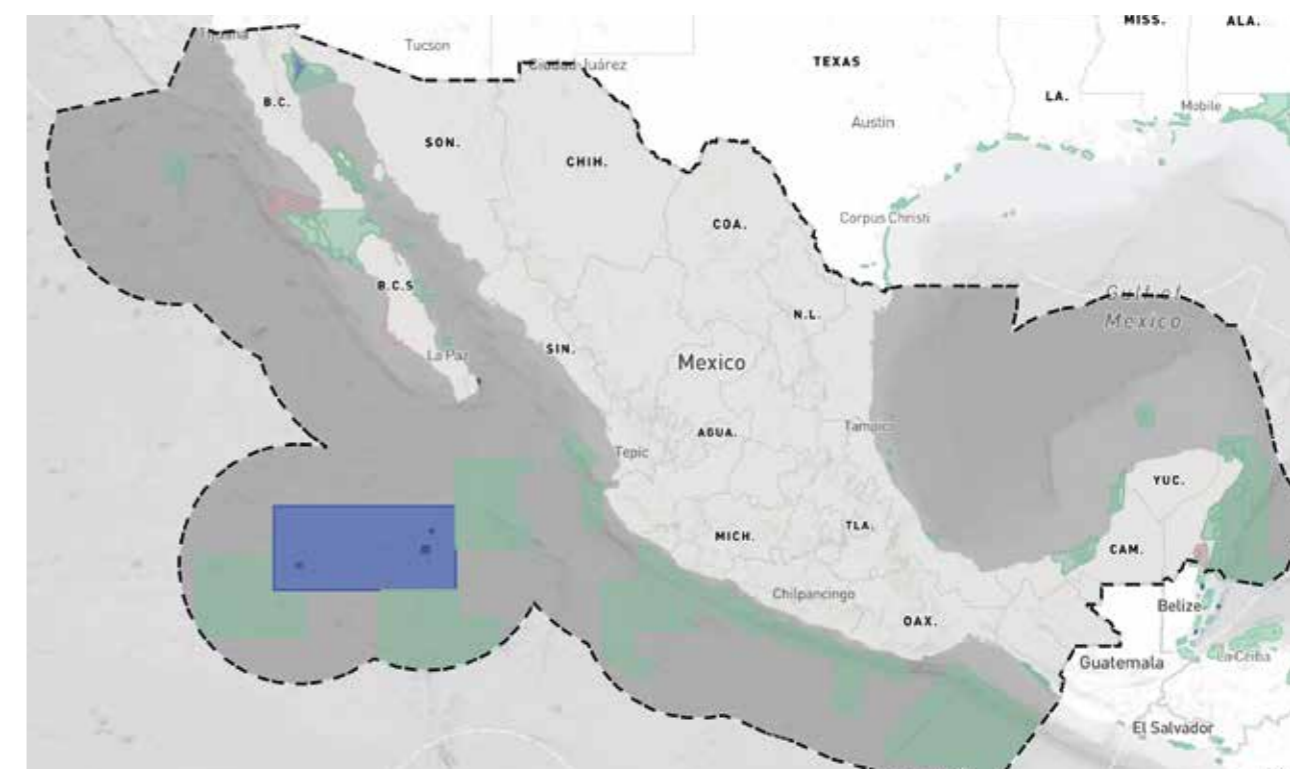 MISS.
ALA.
Tijuana
Tucson
Ciudad Juárez
TEXAS
LA.
Mobile
B.C.
SON.
CHIH.
Austin
COA.
Corpus Christi
B.C.S
N.L.
Gulf of
Mexico
La Paz
SIN.
Mexico
AGUA.
Tampico
Tepic
YUC.
MICH.
TLA.
CAM.
Chilpancingo
OAX.
Belize
Guatemala
La Ceiba
El Salvador